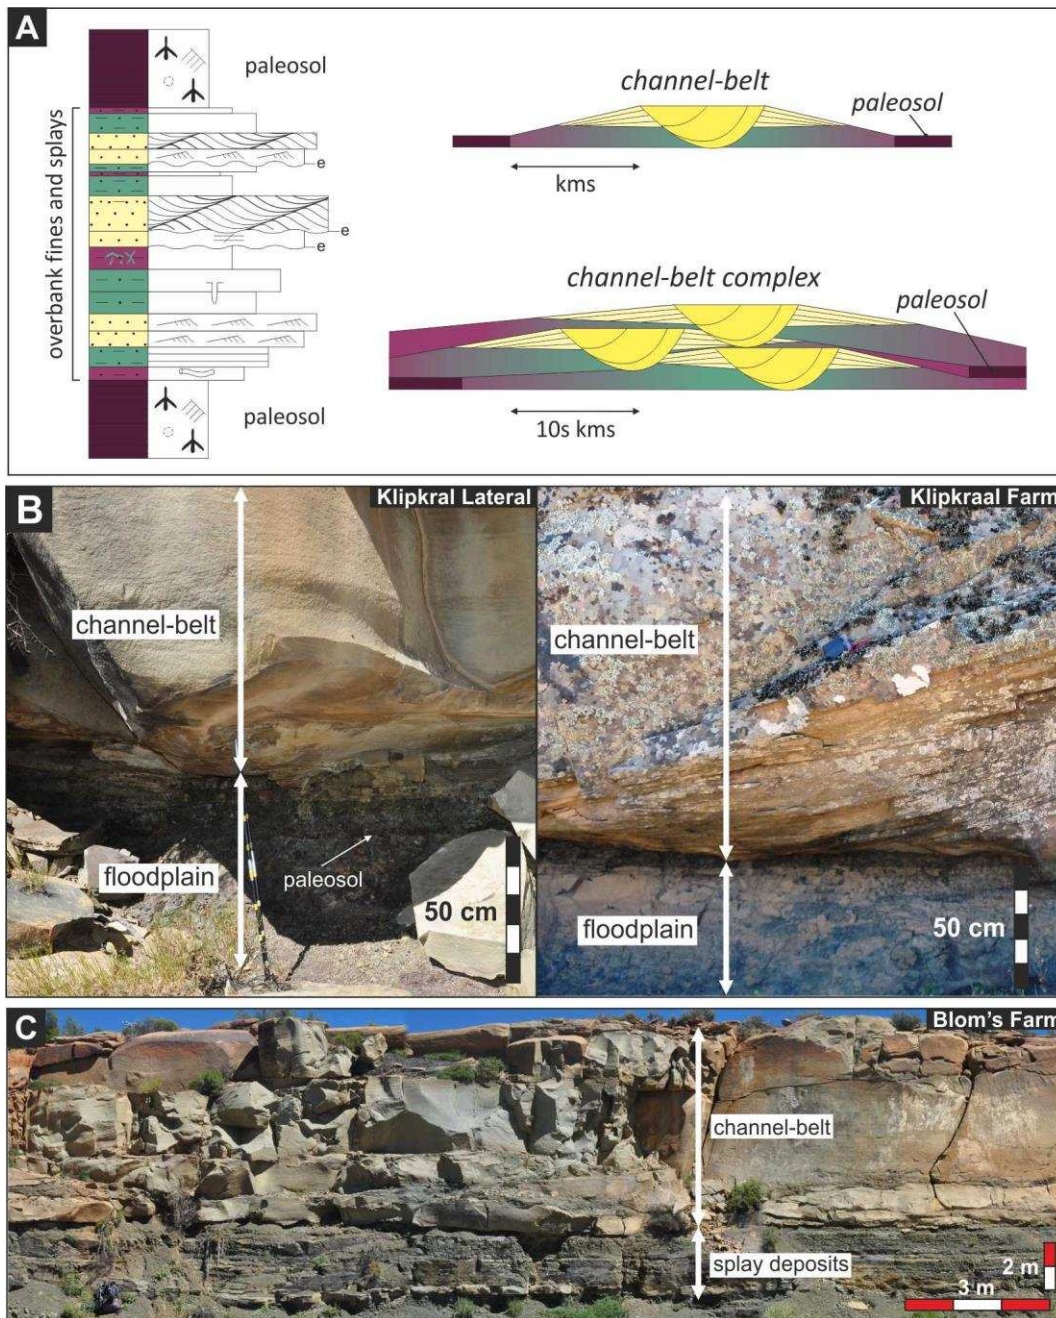 A
paleosol
overbank fines and splays
e
e
e
paleosol
channel-belt
paleosol
kms
channel-belt complex
paleosol
10s kms
B
Klipkral Lateral
channel-belt
floodplain
paleosol
50 cm
Klipkraal Farm
channel-belt
floodplain
50 cm
C
Blom's Farm
channel-belt
splay deposits
2 m
3 m